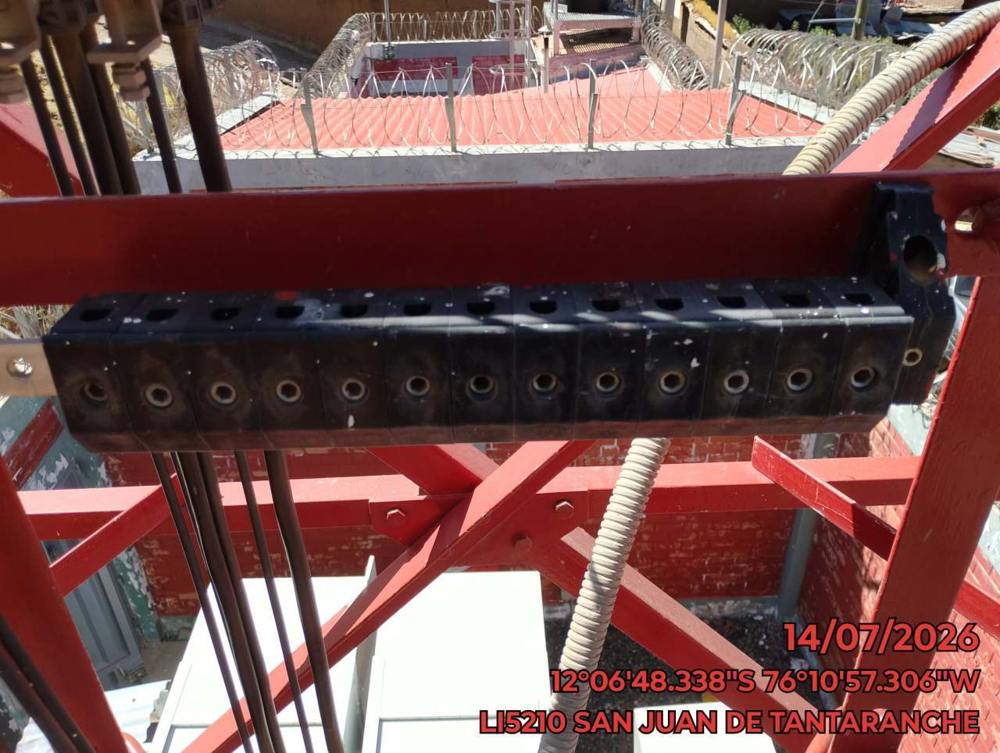 14/07/2026
12°06'48.338"S 76°10'57.306"W
LI5210 SAN JUAN DE TANTARANCHE